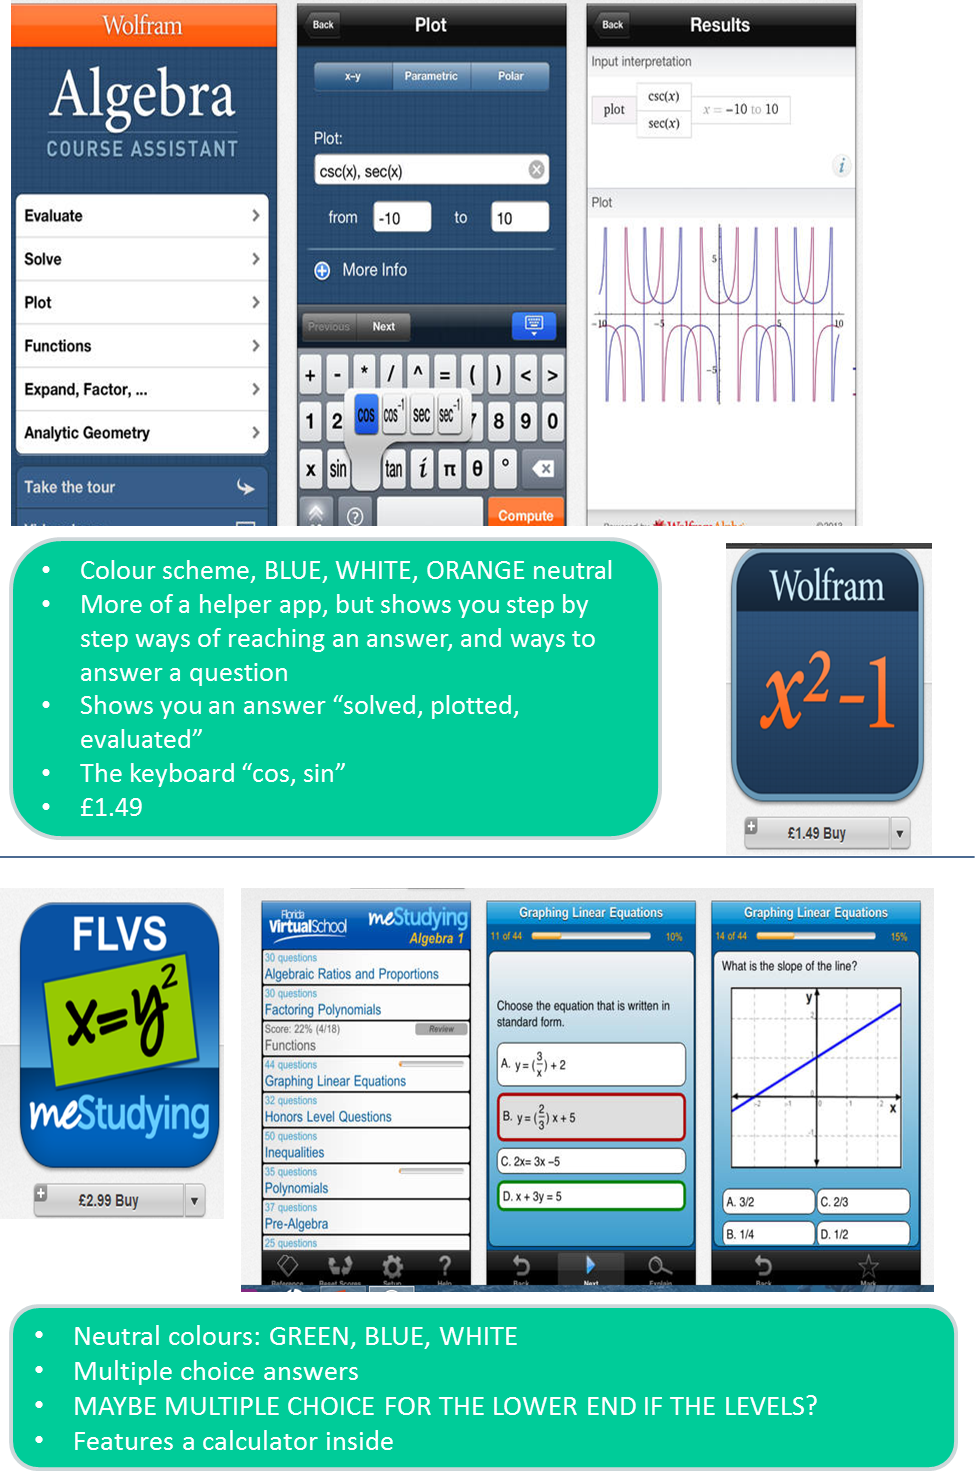 Wolfram
Algebra
COURSE ASSISTANT
Evaluate
Solve
Plot
Functions
Expand, Factor, ...
Analytic Geometry
Take the tour
Back
Plot
x-y Parametric Polar
Plot:
csc(x), sec(x)
from -10 to 10
More Info
Previous Next
+ - * / ^ = ( ) < >
1 2 7 8 9 0
cos cos⁻¹ sec sec⁻¹
x sin tan i π θ °
? Compute
Back
Results
Input interpretation
plot csc(x) sec(x) x = -10 to 10
i
Plot
5
-10 -5 5 10
-5
• Colour scheme, BLUE, WHITE, ORANGE neutral
• More of a helper app, but shows you step by
step ways of reaching an answer, and ways to
answer a question
• Shows you an answer “solved, plotted,
evaluated”
• The keyboard “cos, sin”
• £1.49
Wolfram
x²-1
£1.49 Buy
FLVS
x=y²
meStudying
£2.99 Buy
Florida
VirtualSchool
meStudying
Algebra 1
30 questions
Algebraic Ratios and Proportions
30 questions
Factoring Polynomials
Score: 22% (4/18) Review
Functions
44 questions
Graphing Linear Equations
32 questions
Honors Level Questions
50 questions
Inequalities
35 questions
Polynomials
37 questions
Pre-Algebra
25 questions
Reference Reset Scores Setup Help
Graphing Linear Equations
11 of 44 10%
Choose the equation that is written in
standard form.
A. y = (3/x) + 2
B. y = (2/3) x + 5
C. 2x= 3x -5
D. x + 3y = 5
Back Next Explain
Graphing Linear Equations
14 of 44 15%
What is the slope of the line?
y
x
A. 3/2 C. 2/3
B. 1/4 D. 1/2
Back Mark
• Neutral colours: GREEN, BLUE, WHITE
• Multiple choice answers
• MAYBE MULTIPLE CHOICE FOR THE LOWER END IF THE LEVELS?
• Features a calculator inside